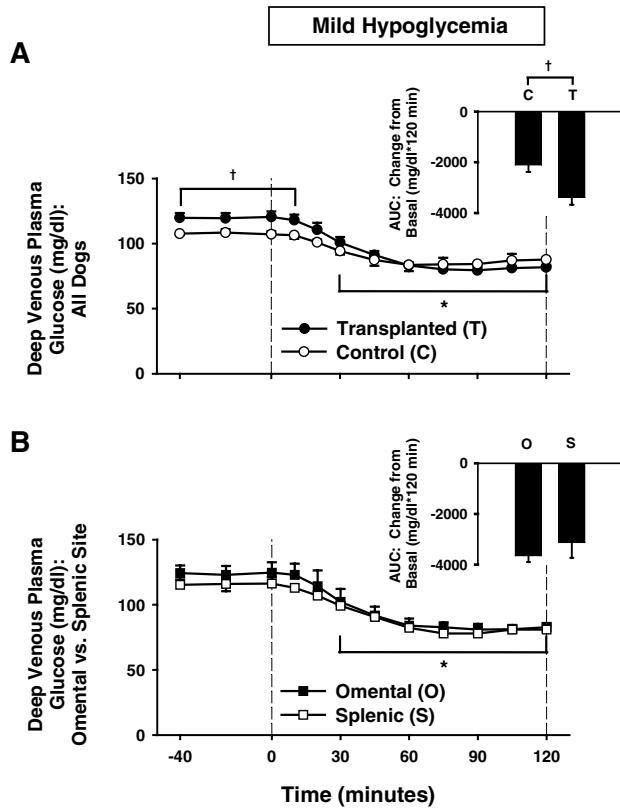 Mild Hypoglycemia
A
†
C T
0
-2000
-4000
AUC: Change from
Basal (mg/dl*120 min)
Deep Venous Plasma
Glucose (mg/dl):
All Dogs
150
100
50
0
†
*
Transplanted (T)
Control (C)
B
O S
0
-2000
-4000
AUC: Change from
Basal (mg/dl*120 min)
Deep Venous Plasma
Glucose (mg/dl):
Omental vs. Splenic Site
150
100
50
0
*
Omental (O)
Splenic (S)
-40 0 30 60 90 120
Time (minutes)